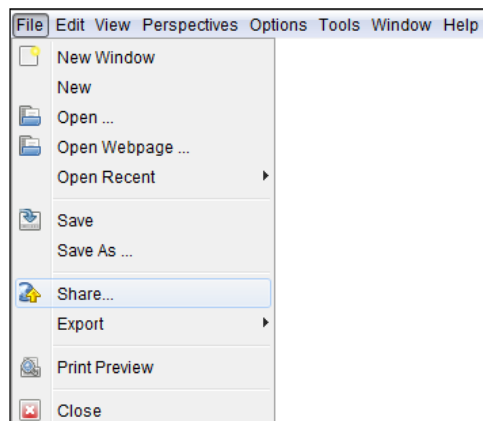 File Edit View Perspectives Options Tools Window Help
New Window
New
Open ...
Open Webpage ...
Open Recent
Save
Save As ...
Share...
Export
Print Preview
Close